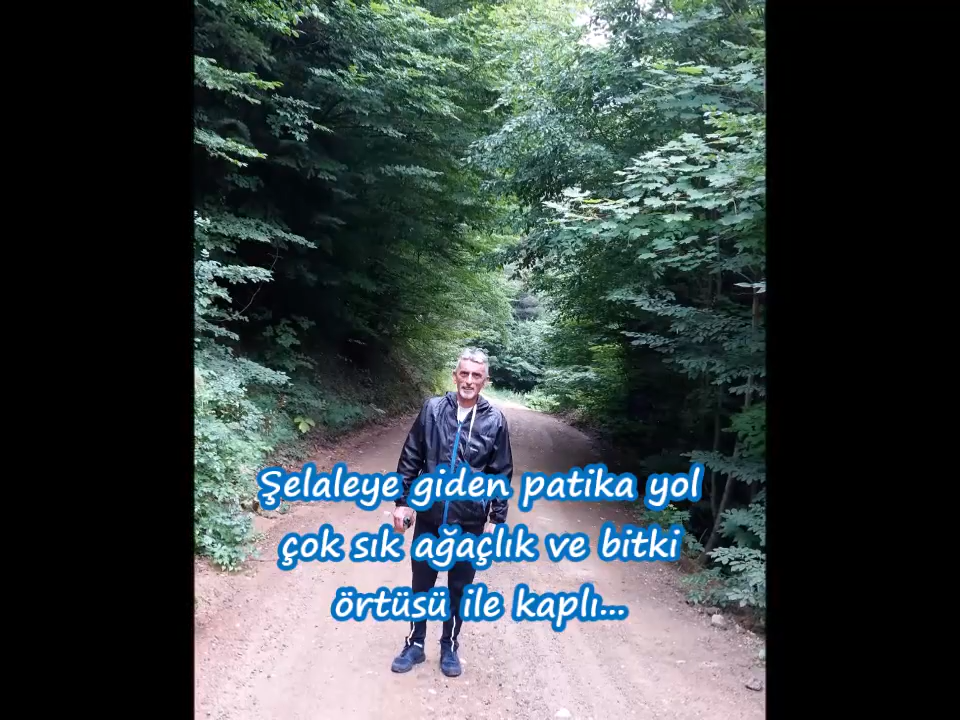 Şelaleye giden patika yol
çok sık ağaçlık ve bitki
örtüsü ile kaplı...